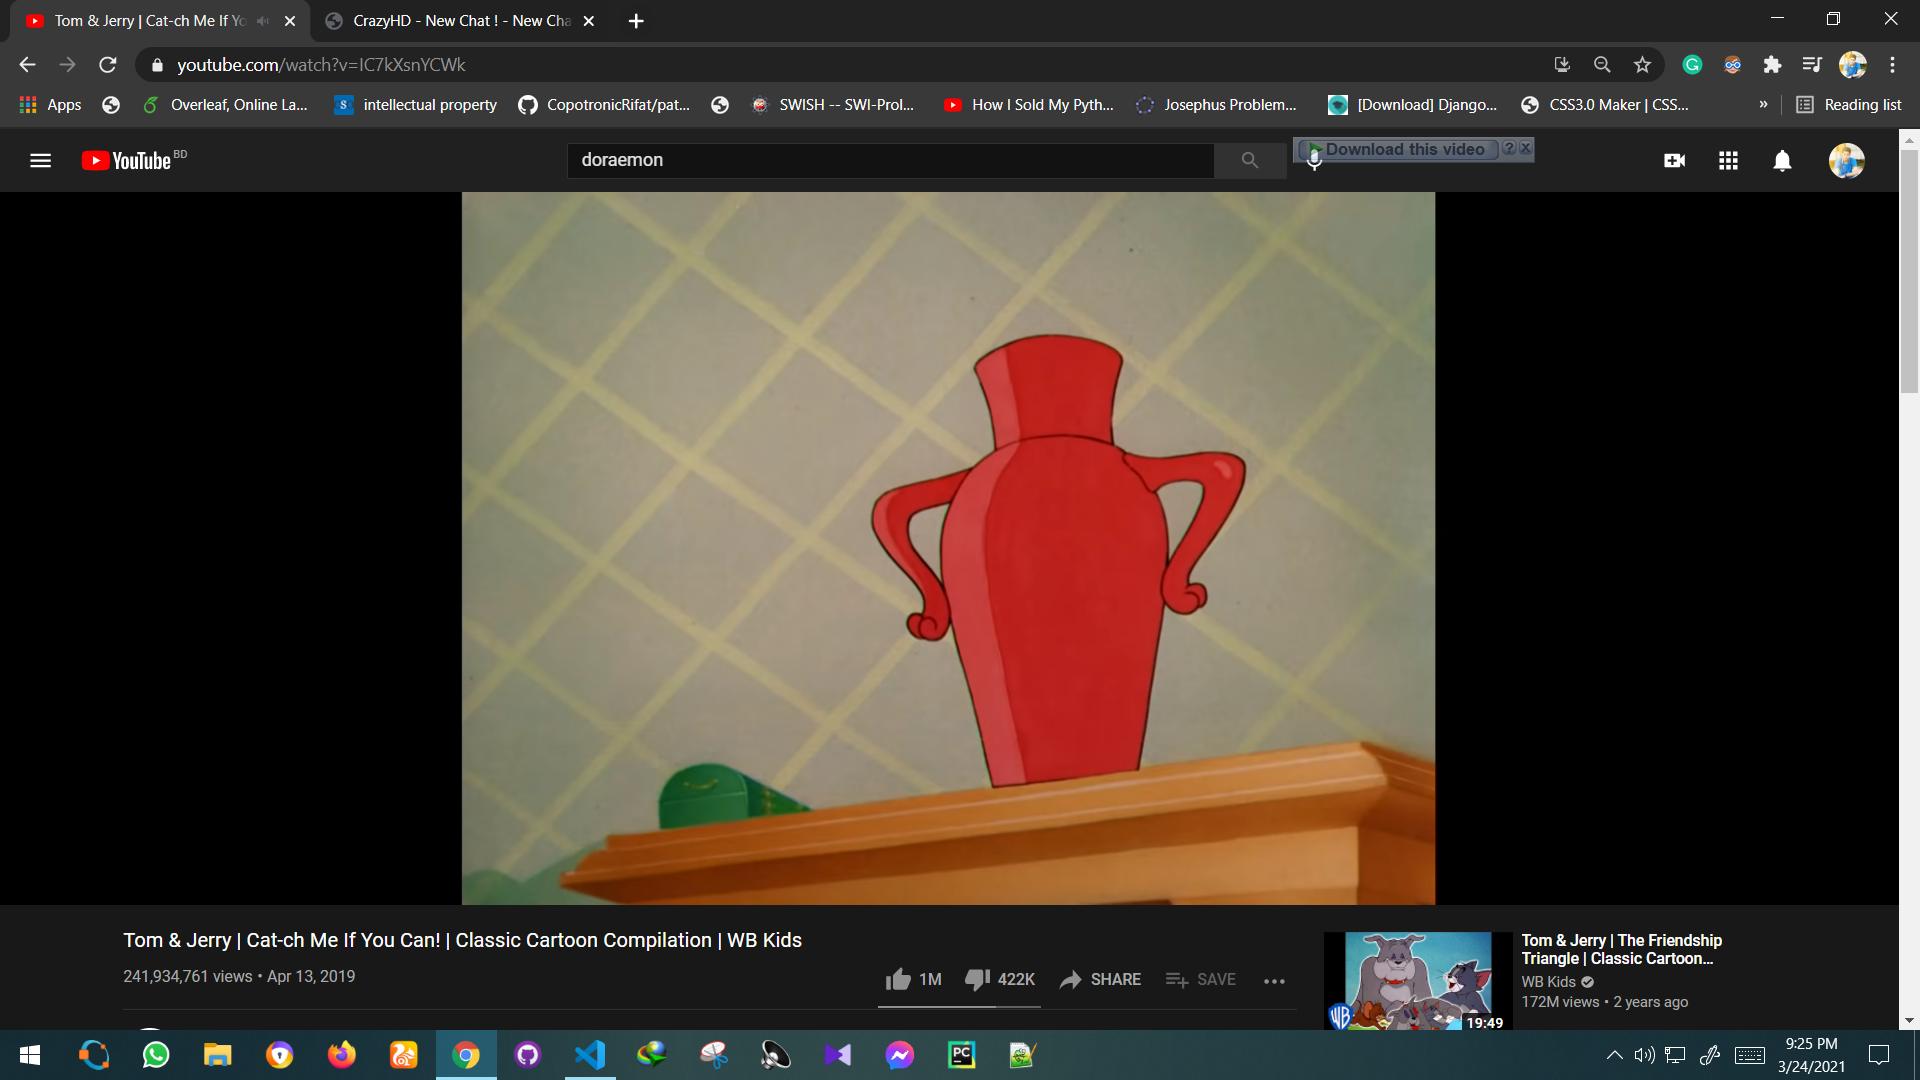 Tom & Jerry | Cat-ch Me If Yo
CrazyHD - New Chat ! - New Cha
youtube.com/watch?v=IC7kXsnYCWk
Apps
Overleaf, Online La...
S
intellectual property
CopotronicRifat/pat...
SWISH -- SWI-Prol...
How I Sold My Pyth...
Josephus Problem...
[Download] Django...
CSS3.0 Maker | CSS...
»
Reading list
YouTube BD
doraemon
Download this video
?
Tom & Jerry | Cat-ch Me If You Can! | Classic Cartoon Compilation | WB Kids
241,934,761 views • Apr 13, 2019
1M
422K
SHARE
SAVE
Tom & Jerry | The Friendship
Triangle | Classic Cartoon...
WB Kids
172M views • 2 years ago
WB
19:49
PC
9:25 PM
3/24/2021